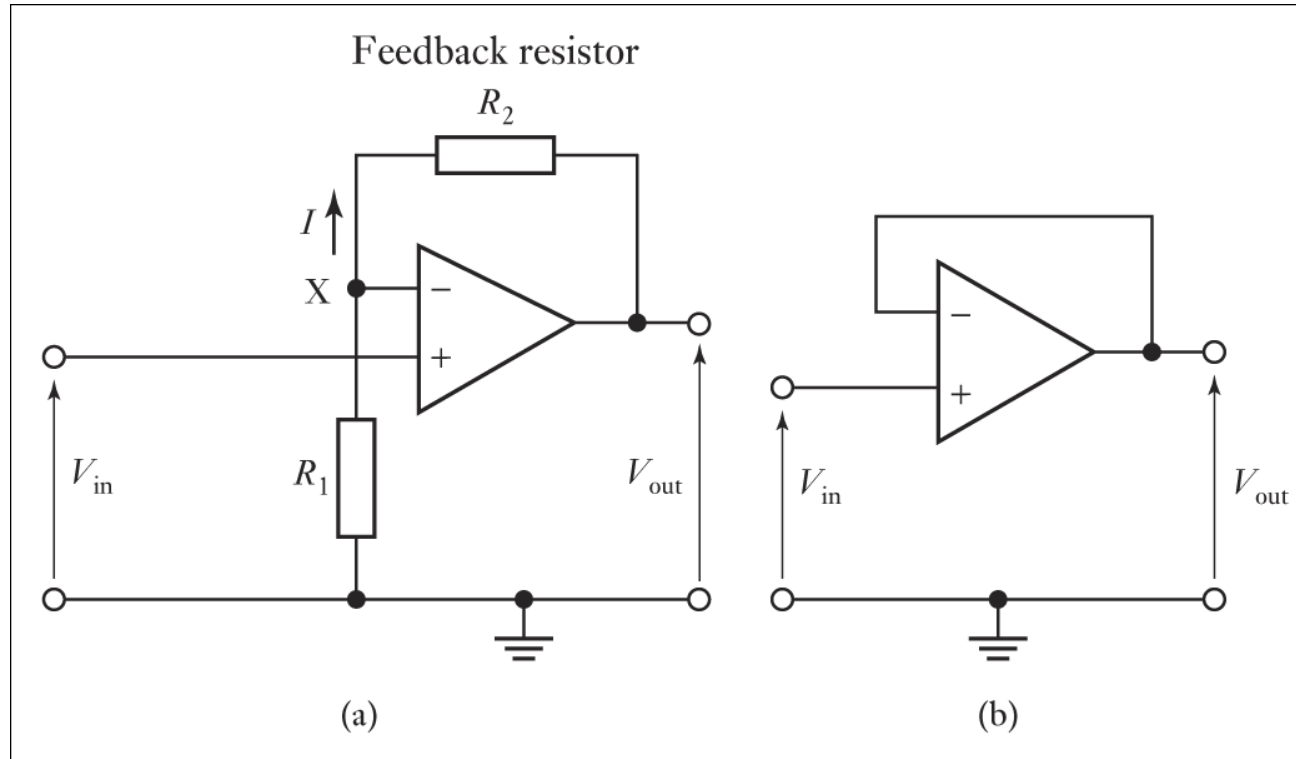 Feedback resistor
R2
I
X
−
+
Vin
R1
Vout
(a)
−
+
Vin
Vout
(b)